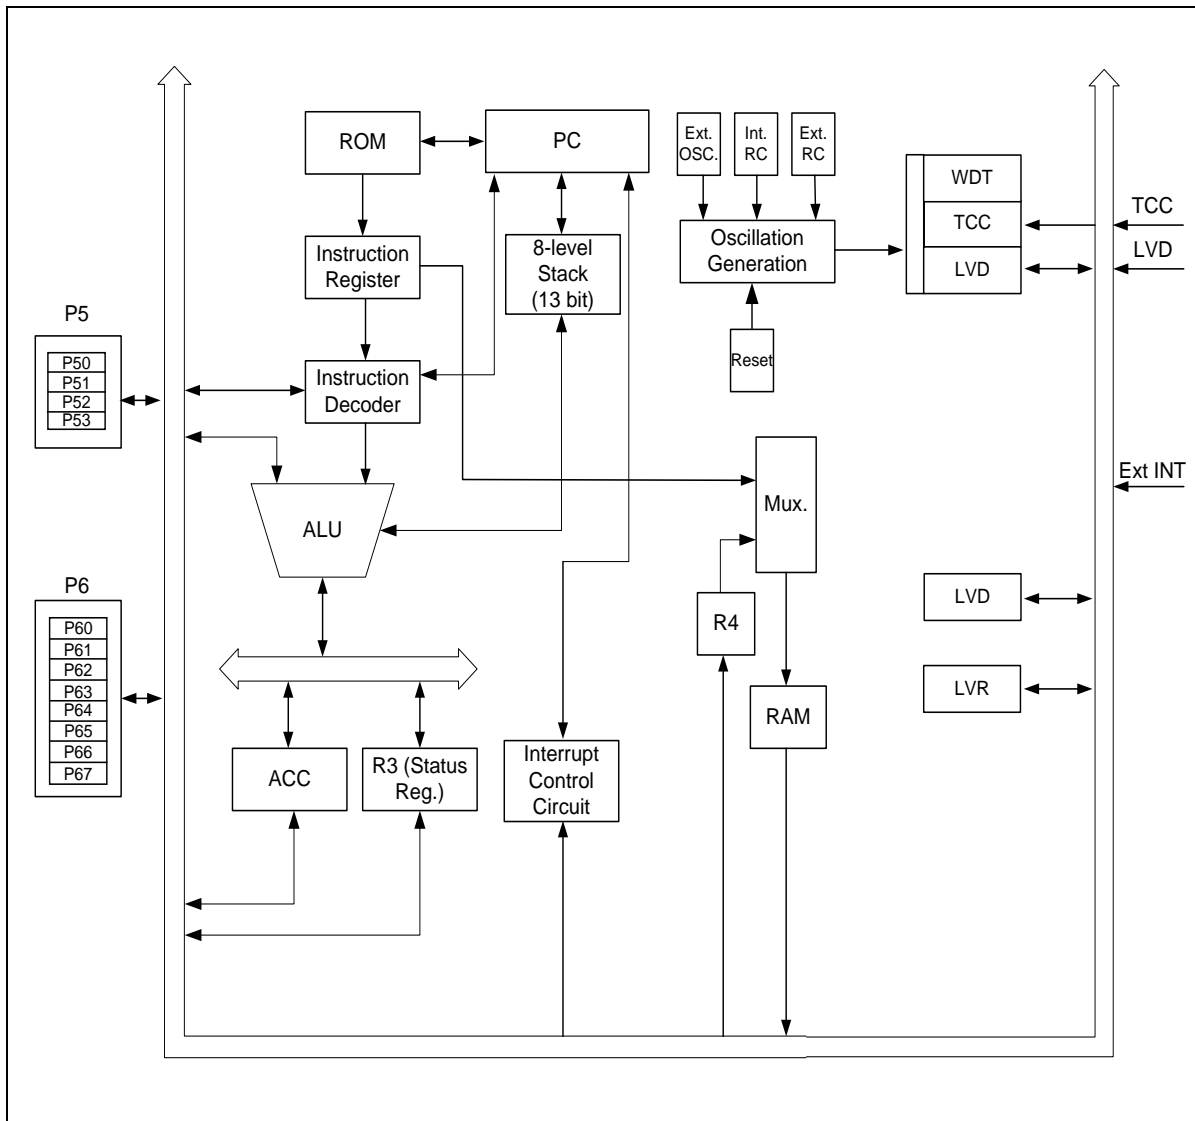 ROM
PC
Ext.
OSC.
Int.
RC
Ext.
RC
WDT
TCC
LVD
TCC
LVD
Oscillation
Generation
Instruction
Register
8-level
Stack
(13 bit)
Reset
P5
P50
P51
P52
P53
Instruction
Decoder
Mux.
Ext INT
ALU
P6
P60
P61
P62
P63
P64
P65
P66
P67
R4
LVD
LVR
RAM
ACC
R3 (Status
Reg.)
Interrupt
Control
Circuit